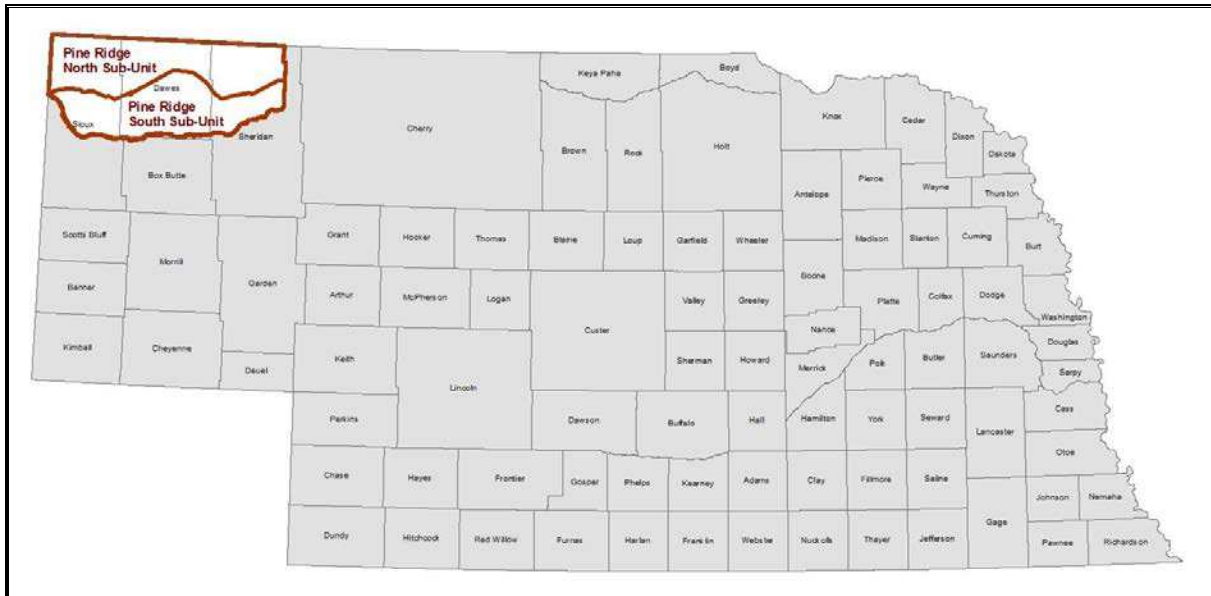 Pine Ridge
North Sub-Unit
Dawes
Pine Ridge
South Sub-Unit
Sioux
Sheridan
Box Butte
Cherry
Keya Paha
Boyd
Brown
Rock
Holt
Knox
Cedar
Dixon
Dakota
Antelope
Pierce
Wayne
Thurston
Scotts Bluff
Morrill
Garden
Grant
Hooker
Thomas
Blaine
Loup
Garfield
Wheeler
Madison
Stanton
Cuming
Burt
Banner
Arthur
McPherson
Logan
Custer
Valley
Greeley
Boone
Platte
Colfax
Dodge
Washington
Kimball
Cheyenne
Deuel
Keith
Lincoln
Sherman
Howard
Nance
Merrick
Polk
Butler
Saunders
Douglas
Sarpy
Perkins
Dawson
Buffalo
Hall
Hamilton
York
Seward
Lancaster
Cass
Otoe
Chase
Hayes
Frontier
Gosper
Phelps
Kearney
Adams
Clay
Fillmore
Saline
Gage
Johnson
Nemaha
Dundy
Hitchcock
Red Willow
Furnas
Harlan
Franklin
Webster
Nuckolls
Thayer
Jefferson
Pawnee
Richardson